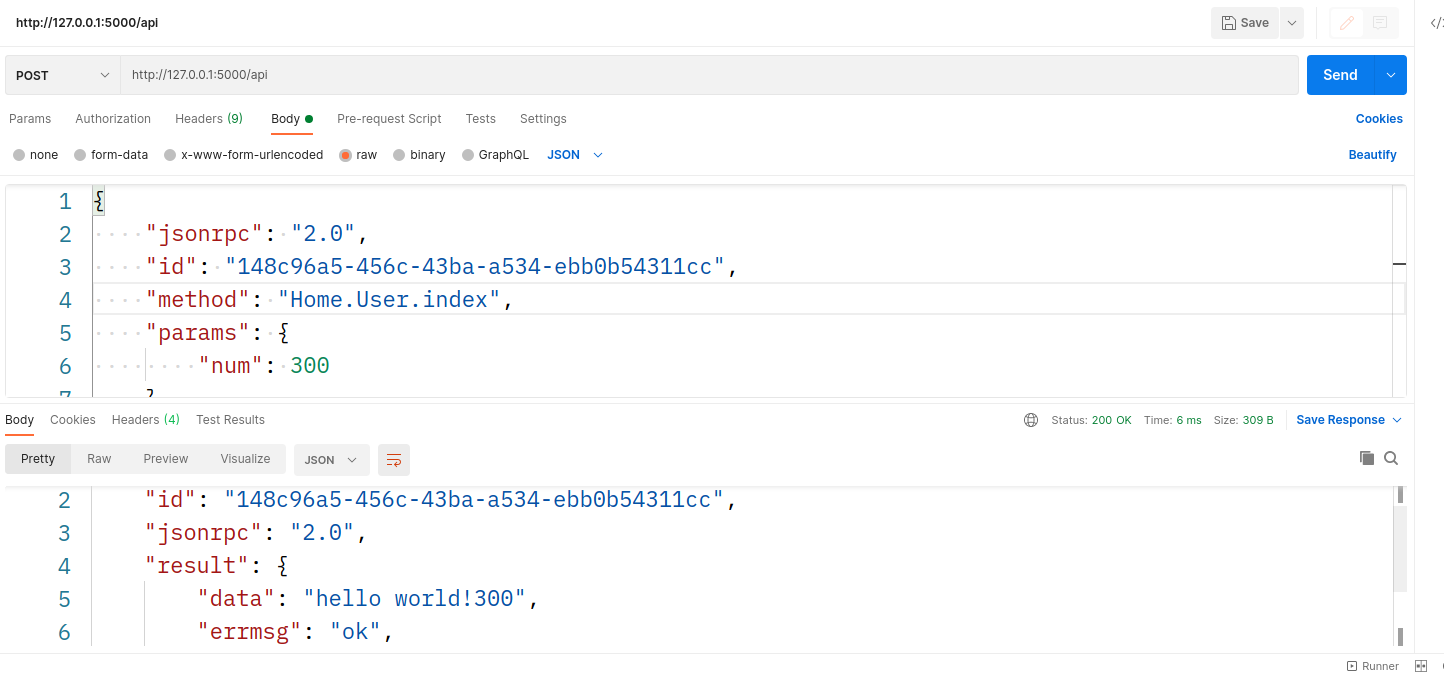 http://127.0.0.1:5000/api
Save
POST
http://127.0.0.1:5000/api
Send
Params Authorization Headers (9) Body Pre-request Script Tests Settings Cookies
none form-data x-www-form-urlencoded raw binary GraphQL JSON Beautify
1 {
2 "jsonrpc": "2.0",
3 "id": "148c96a5-456c-43ba-a534-ebb0b54311cc",
4 "method": "Home.User.index",
5 "params": {
6 "num": 300
7 }
Body Cookies Headers (4) Test Results Status: 200 OK Time: 6 ms Size: 309 B Save Response
Pretty Raw Preview Visualize JSON
2 "id": "148c96a5-456c-43ba-a534-ebb0b54311cc",
3 "jsonrpc": "2.0",
4 "result": {
5 "data": "hello world!300",
6 "errmsg": "ok",
Runner